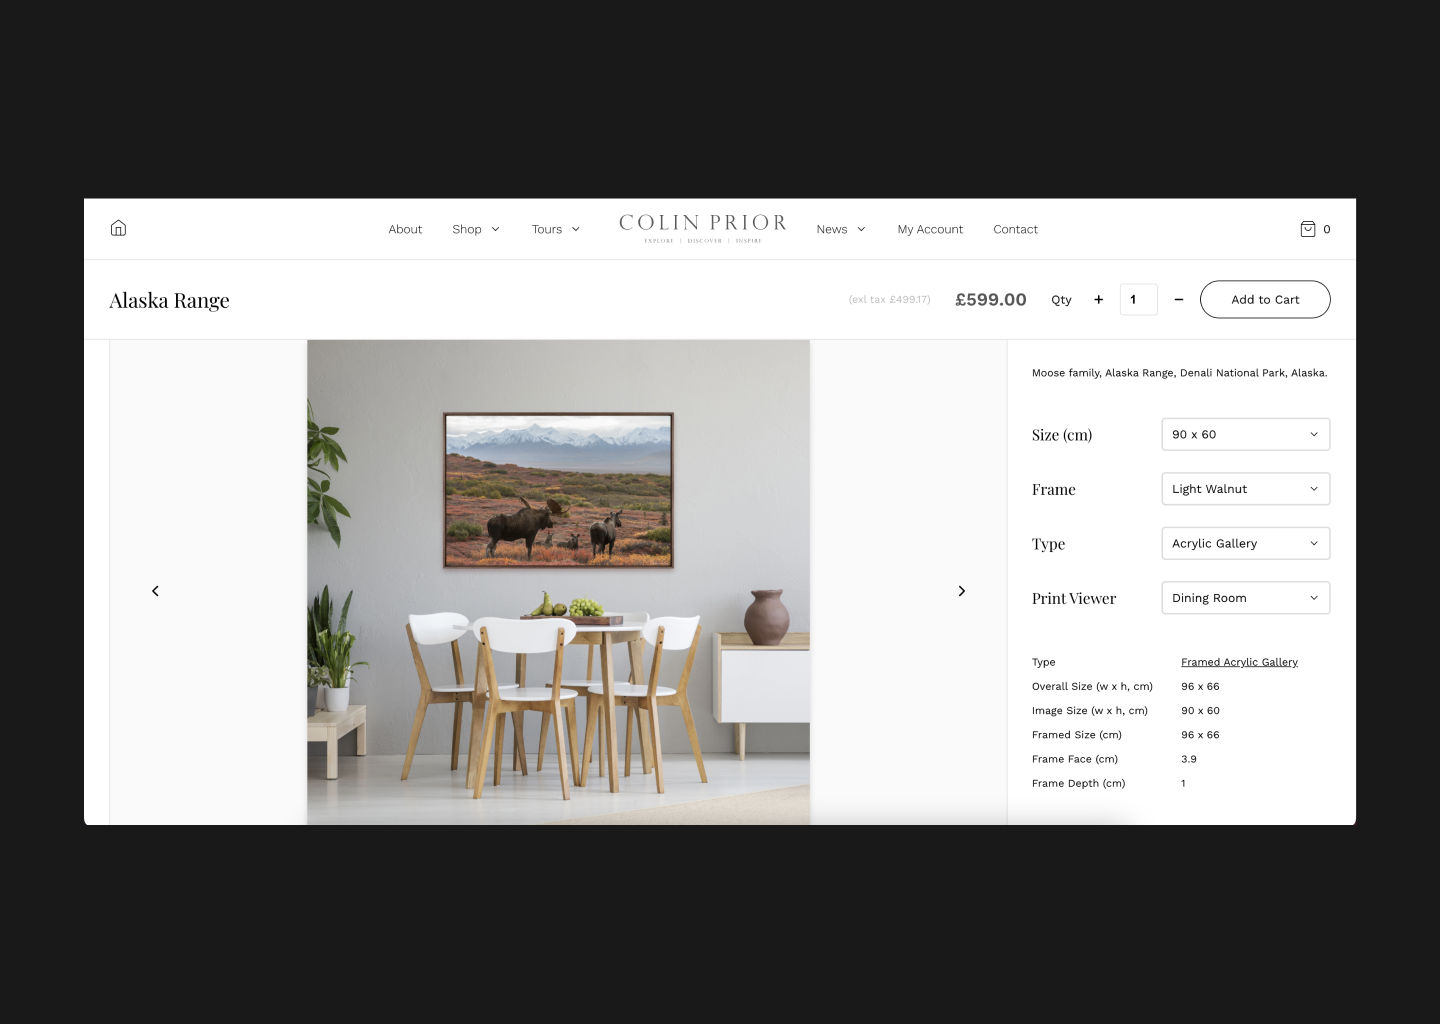 About Shop Tours COLIN PRIOR News My Account Contact 0
EXPLORE | DISCOVER | INSPIRE
Alaska Range (exl tax £499.17) £599.00 Qty + 1 − Add to Cart
Moose family, Alaska Range, Denali National Park, Alaska.
Size (cm) 90 x 60
Frame Light Walnut
Type Acrylic Gallery
Print Viewer Dining Room
Type Framed Acrylic Gallery
Overall Size (w x h, cm) 96 x 66
Image Size (w x h, cm) 90 x 60
Framed Size (cm) 96 x 66
Frame Face (cm) 3.9
Frame Depth (cm) 1